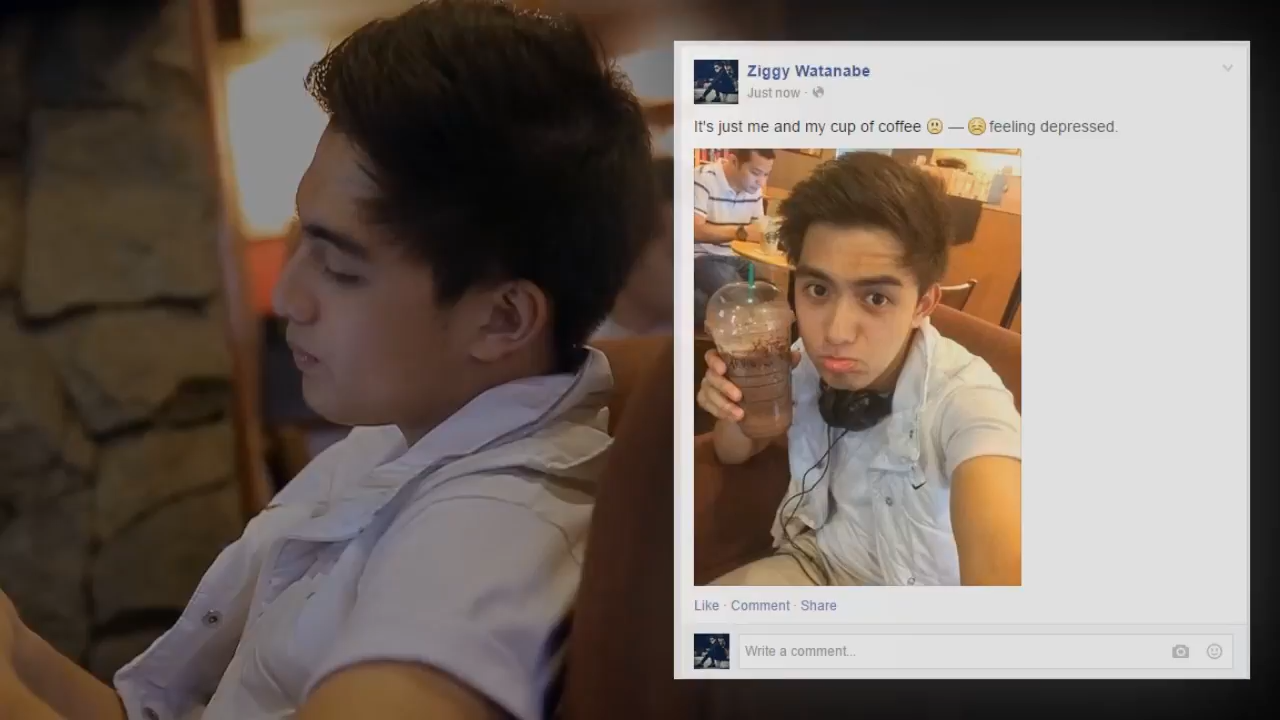 Ziggy Watanabe
Just now ·
It's just me and my cup of coffee 🙁 — 😣 feeling depressed.
Like · Comment · Share
Write a comment...